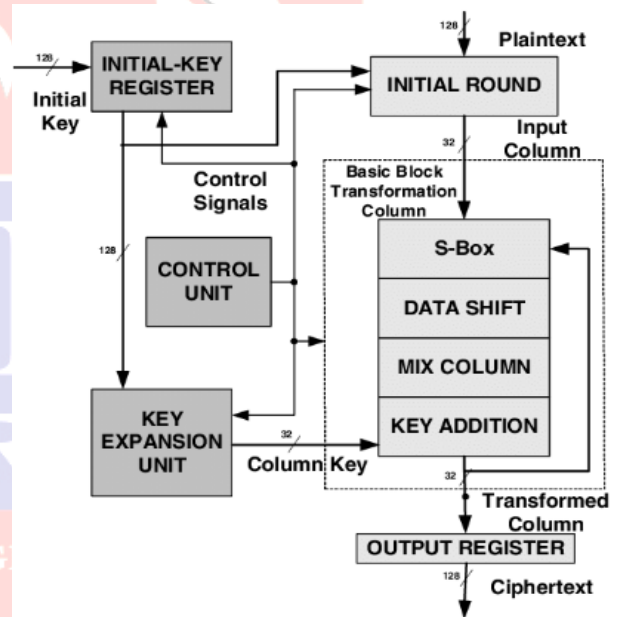 128
Plaintext
128
INITIAL-KEY
REGISTER
INITIAL ROUND
Initial
Key
Input
Column
32
Control
Signals
Basic Block
Transformation
Column
128
CONTROL
UNIT
S-Box
DATA SHIFT
MIX COLUMN
KEY ADDITION
KEY
EXPANSION
UNIT
32
Column Key
32
Transformed
Column
OUTPUT REGISTER
128
Ciphertext